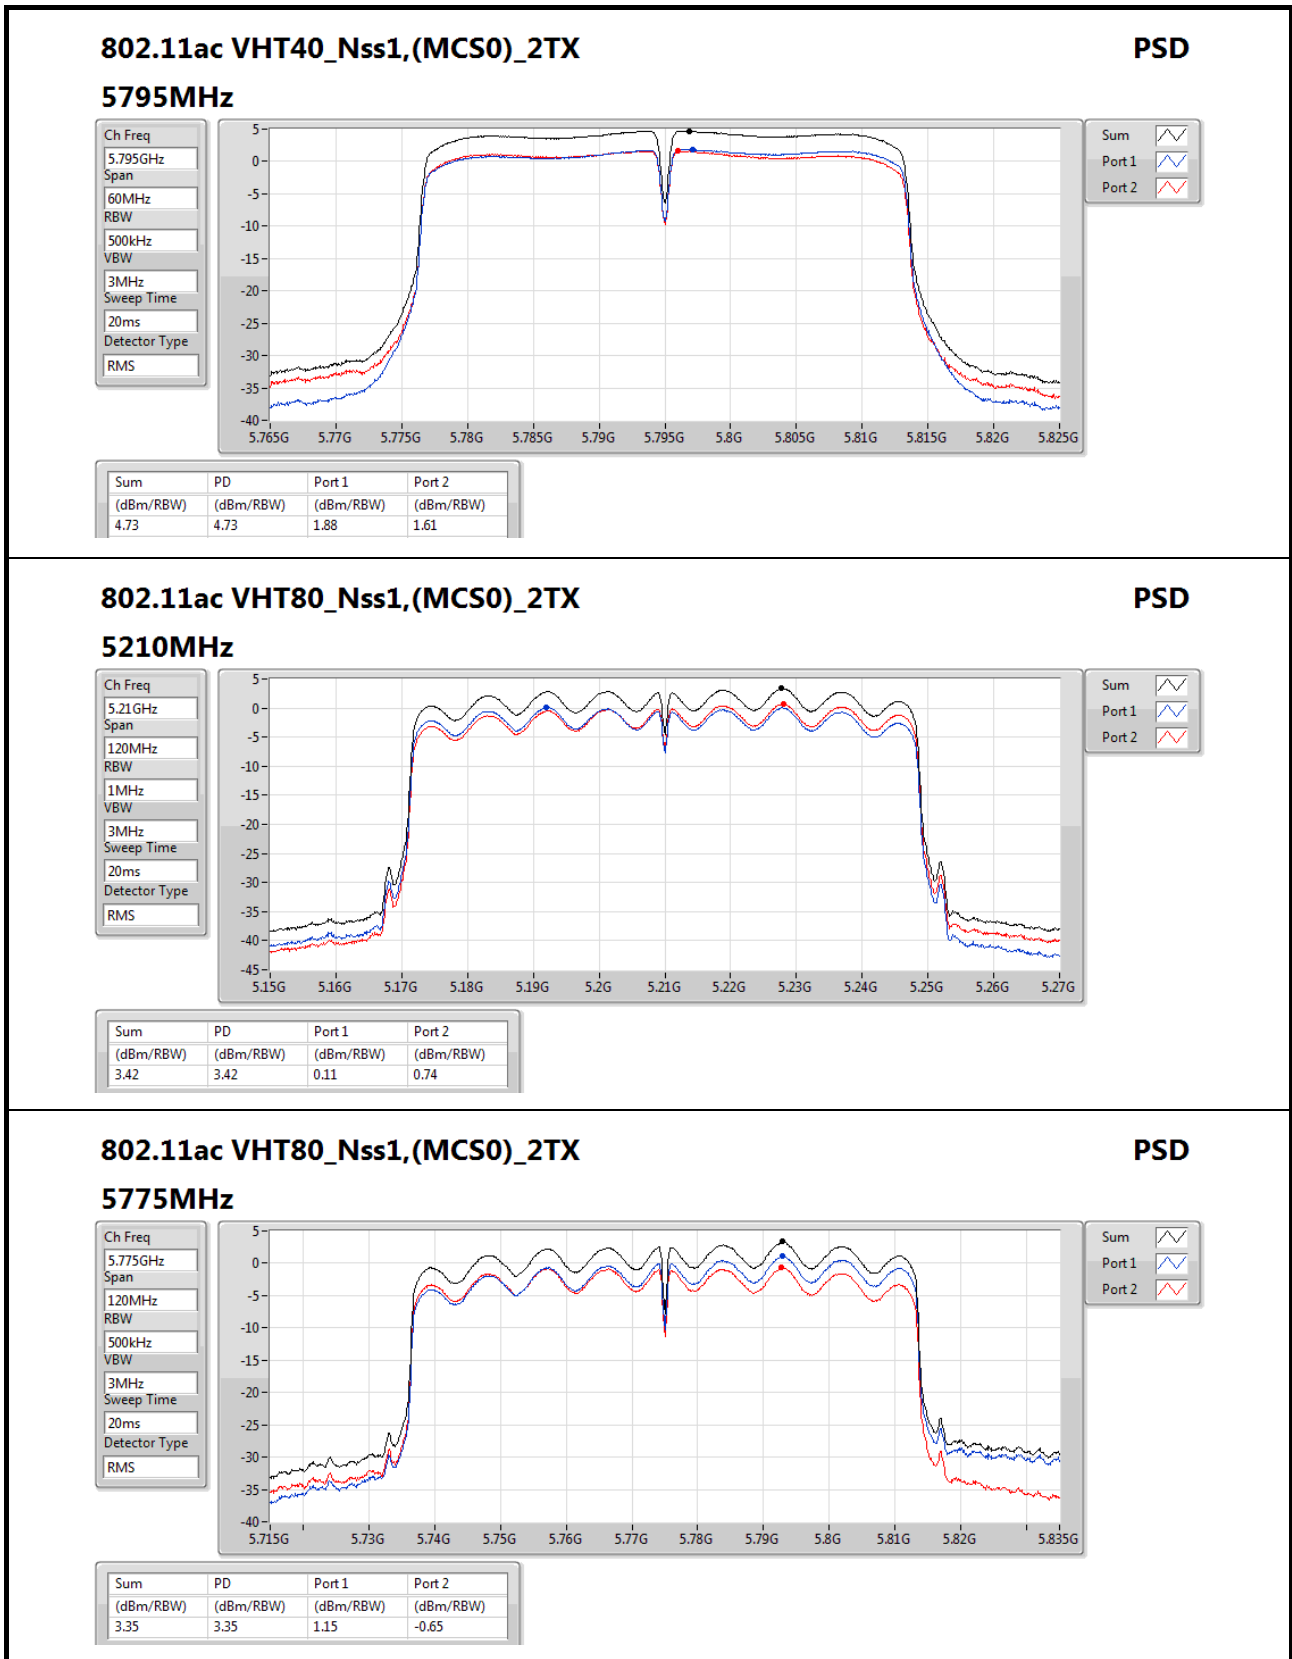 802.11ac VHT40_Nss1,(MCS0)_2TX PSD
5795MHz
Ch Freq
5.795GHz
Span
60MHz
RBW
500kHz
VBW
3MHz
Sweep Time
20ms
Detector Type
RMS
5
0
-5
-10
-15
-20
-25
-30
-35
-40
5.765G 5.77G 5.775G 5.78G 5.785G 5.79G 5.795G 5.8G 5.805G 5.81G 5.815G 5.82G 5.825G
Sum
Port 1
Port 2
Sum PD Port 1 Port 2
(dBm/RBW) (dBm/RBW) (dBm/RBW) (dBm/RBW)
4.73 4.73 1.88 1.61
802.11ac VHT80_Nss1,(MCS0)_2TX PSD
5210MHz
Ch Freq
5.21GHz
Span
120MHz
RBW
1MHz
VBW
3MHz
Sweep Time
20ms
Detector Type
RMS
5
0
-5
-10
-15
-20
-25
-30
-35
-40
-45
5.15G 5.16G 5.17G 5.18G 5.19G 5.2G 5.21G 5.22G 5.23G 5.24G 5.25G 5.26G 5.27G
Sum
Port 1
Port 2
Sum PD Port 1 Port 2
(dBm/RBW) (dBm/RBW) (dBm/RBW) (dBm/RBW)
3.42 3.42 0.11 0.74
802.11ac VHT80_Nss1,(MCS0)_2TX PSD
5775MHz
Ch Freq
5.775GHz
Span
120MHz
RBW
500kHz
VBW
3MHz
Sweep Time
20ms
Detector Type
RMS
5
0
-5
-10
-15
-20
-25
-30
-35
-40
5.715G 5.73G 5.74G 5.75G 5.76G 5.77G 5.78G 5.79G 5.8G 5.81G 5.82G 5.835G
Sum
Port 1
Port 2
Sum PD Port 1 Port 2
(dBm/RBW) (dBm/RBW) (dBm/RBW) (dBm/RBW)
3.35 3.35 1.15 -0.65